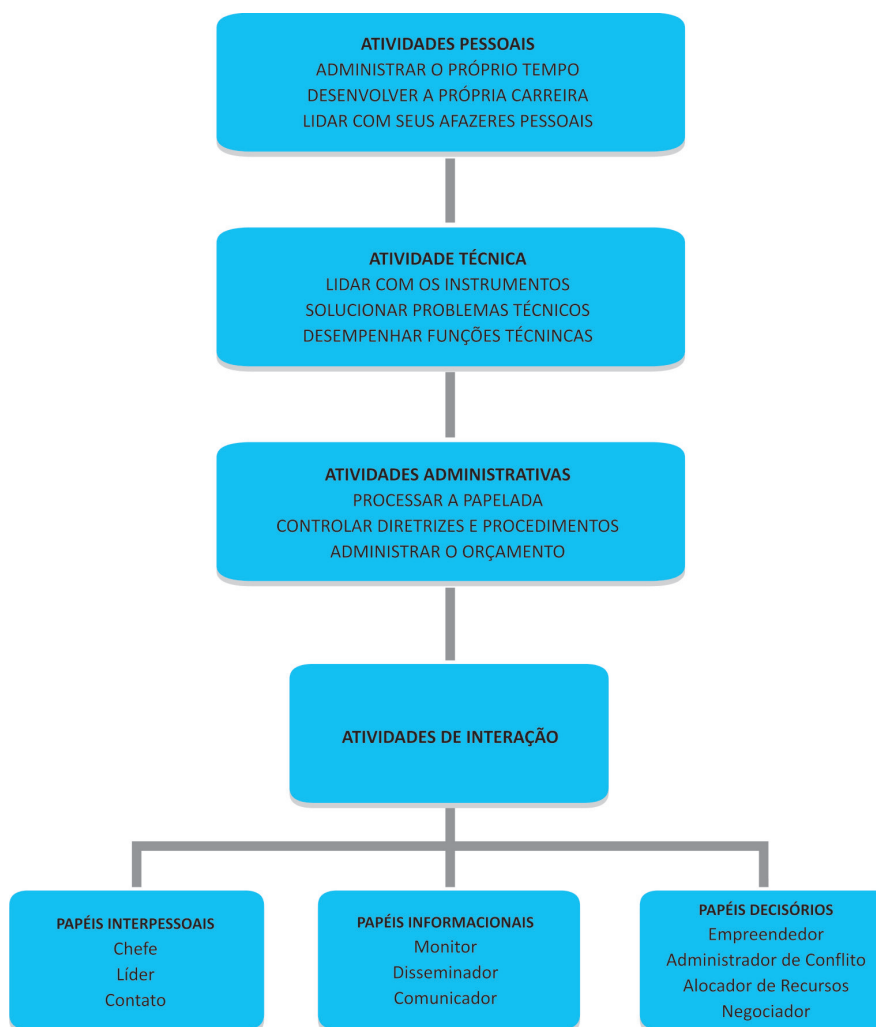 ATIVIDADES PESSOAIS
ADMINISTRAR O PRÓPRIO TEMPO
DESENVOLVER A PRÓPRIA CARREIRA
LIDAR COM SEUS AFAZERES PESSOAIS
ATIVIDADE TÉCNICA
LIDAR COM OS INSTRUMENTOS
SOLUCIONAR PROBLEMAS TÉCNICOS
DESEMPENHAR FUNÇÕES TÉCNINCAS
ATIVIDADES ADMINISTRATIVAS
PROCESSAR A PAPELADA
CONTROLAR DIRETRIZES E PROCEDIMENTOS
ADMINISTRAR O ORÇAMENTO
ATIVIDADES DE INTERAÇÃO
PAPÉIS INTERPESSOAIS
Chefe
Líder
Contato
PAPÉIS INFORMACIONAIS
Monitor
Disseminador
Comunicador
PAPÉIS DECISÓRIOS
Empreendedor
Administrador de Conflito
Alocador de Recursos
Negociador